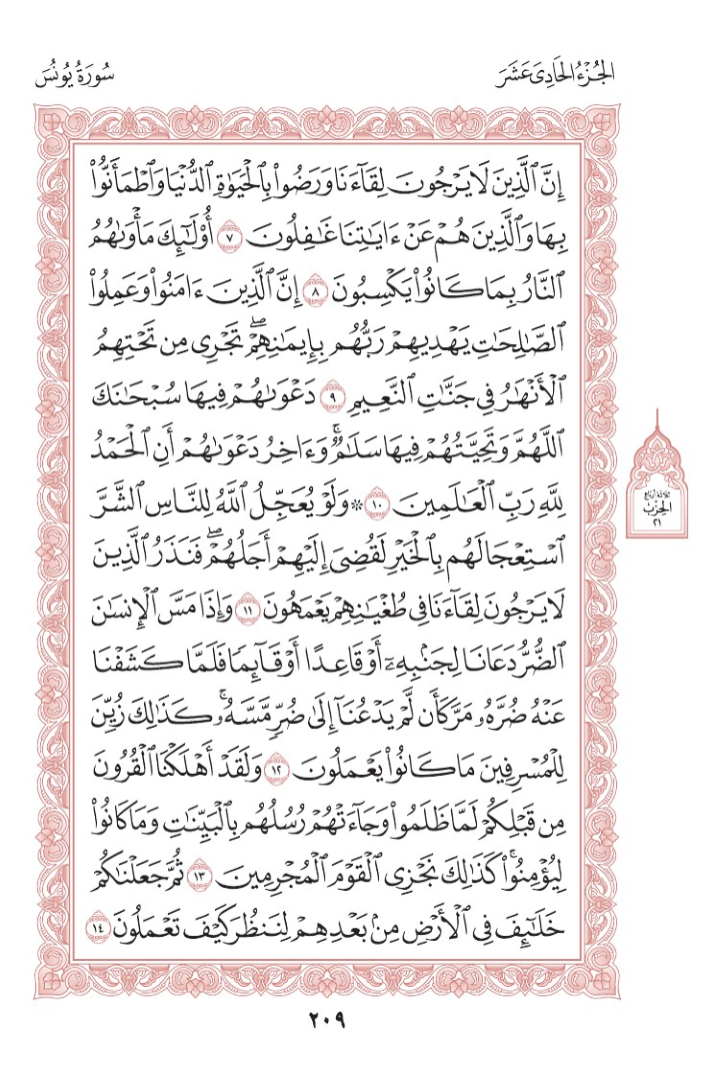 الجُزْءُ الحَادِىَ عَشَرَ
سُورَةُ يُونُسَ
إِنَّ ٱلَّذِينَ لَا يَرْجُونَ لِقَآءَنَا وَرَضُوا۟ بِٱلْحَيَوٰةِ ٱلدُّنْيَا وَٱطْمَأَنُّوا۟
بِهَا وَٱلَّذِينَ هُمْ عَنْ ءَايَـٰتِنَا غَـٰفِلُونَ ٧ أُو۟لَـٰٓئِكَ مَأْوَىٰهُمُ
ٱلنَّارُ بِمَا كَانُوا۟ يَكْسِبُونَ ٨ إِنَّ ٱلَّذِينَ ءَامَنُوا۟ وَعَمِلُوا۟
ٱلصَّـٰلِحَـٰتِ يَهْدِيهِمْ رَبُّهُم بِإِيمَـٰنِهِمْ ۖ تَجْرِى مِن تَحْتِهِمُ
ٱلْأَنْهَـٰرُ فِى جَنَّـٰتِ ٱلنَّعِيمِ ٩ دَعْوَىٰهُمْ فِيهَا سُبْحَـٰنَكَ
ٱللَّهُمَّ وَتَحِيَّتُهُمْ فِيهَا سَلَـٰمٌ ۚ وَءَاخِرُ دَعْوَىٰهُمْ أَنِ ٱلْحَمْدُ
لِلَّهِ رَبِّ ٱلْعَـٰلَمِينَ ١٠ ۞ وَلَوْ يُعَجِّلُ ٱللَّهُ لِلنَّاسِ ٱلشَّرَّ
ٱسْتِعْجَالَهُم بِٱلْخَيْرِ لَقُضِىَ إِلَيْهِمْ أَجَلُهُمْ ۖ فَنَذَرُ ٱلَّذِينَ
لَا يَرْجُونَ لِقَآءَنَا فِى طُغْيَـٰنِهِمْ يَعْمَهُونَ ١١ وَإِذَا مَسَّ ٱلْإِنسَـٰنَ
ٱلضُّرُّ دَعَانَا لِجَنۢبِهِۦٓ أَوْ قَاعِدًا أَوْ قَآئِمًا فَلَمَّا كَشَفْنَا
عَنْهُ ضُرَّهُۥ مَرَّ كَأَن لَّمْ يَدْعُنَآ إِلَىٰ ضُرٍّ مَّسَّهُۥ ۚ كَذَٰلِكَ زُيِّنَ
لِلْمُسْرِفِينَ مَا كَانُوا۟ يَعْمَلُونَ ١٢ وَلَقَدْ أَهْلَكْنَا ٱلْقُرُونَ
مِن قَبْلِكُمْ لَمَّا ظَلَمُوا۟ وَجَآءَتْهُمْ رُسُلُهُم بِٱلْبَيِّنَـٰتِ وَمَا كَانُوا۟
لِيُؤْمِنُوا۟ ۚ كَذَٰلِكَ نَجْزِى ٱلْقَوْمَ ٱلْمُجْرِمِينَ ١٣ ثُمَّ جَعَلْنَـٰكُمْ
خَلَـٰٓئِفَ فِى ٱلْأَرْضِ مِنۢ بَعْدِهِمْ لِنَنظُرَ كَيْفَ تَعْمَلُونَ ١٤
ثلاثة أرباع
الحِزْب
٢١
٢٠٩